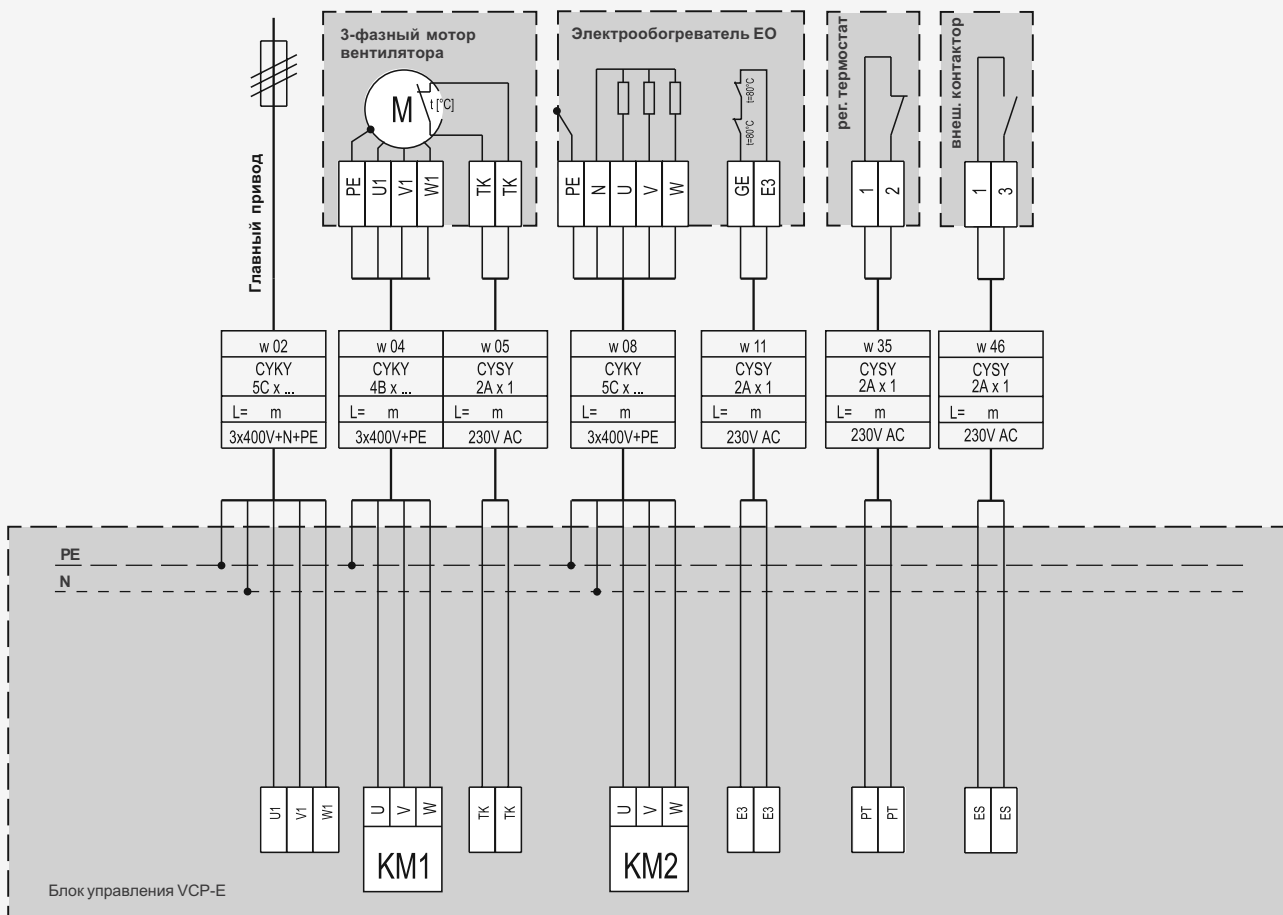 3-фазный мотор
вентилятора
Электрообогреватель EO
рег. термостат
внеш. контактор
Главный привод
M
t [°C]
t=80°C
t=80°C
PE
U1
V1
W1
TK
TK
PE
N
U
V
W
GE
E3
1
2
1
3
w 02
CYKY
5C x ...
L= m
3x400V+N+PE
w 04
CYKY
4B x ...
L= m
3x400V+PE
w 05
CYSY
2A x 1
L= m
230V AC
w 08
CYKY
5C x ...
L= m
3x400V+PE
w 11
CYSY
2A x 1
L= m
230V AC
w 35
CYSY
2A x 1
L= m
230V AC
w 46
CYSY
2A x 1
L= m
230V AC
PE
N
U1
V1
W1
U
V
W
KM1
TK
TK
U
V
W
KM2
E3
E3
PT
PT
ES
ES
Блок управления VCP-E